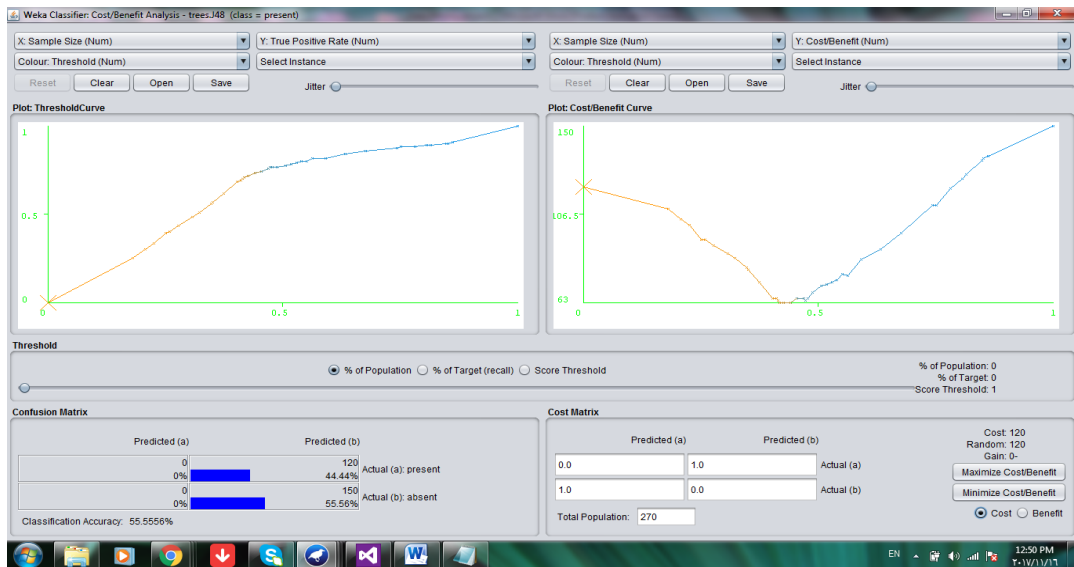 Weka Classifier: Cost/Benefit Analysis - trees.J48 (class = present)
X: Sample Size (Num)
Y: True Positive Rate (Num)
X: Sample Size (Num)
Y: Cost/Benefit (Num)
Colour: Threshold (Num)
Select Instance
Colour: Threshold (Num)
Select Instance
Reset Clear Open Save Jitter
Reset Clear Open Save Jitter
Plot: ThresholdCurve
1
0.5
0
0 0.5 1
Plot: Cost/Benefit Curve
150
106.5
63
0 0.5 1
Threshold
% of Population % of Target (recall) Score Threshold
% of Population: 0
% of Target: 0
Score Threshold: 1
Confusion Matrix
Predicted (a) Predicted (b)
0 120
0% 44.44%
Actual (a): present
0 150
0% 55.56%
Actual (b): absent
Classification Accuracy: 55.5556%
Cost Matrix
Predicted (a) Predicted (b)
0.0 1.0 Actual (a)
1.0 0.0 Actual (b)
Total Population: 270
Cost: 120
Random: 120
Gain: 0-
Maximize Cost/Benefit
Minimize Cost/Benefit
Cost Benefit
EN
12:50 PM
٢٠١٧/١١/١٦